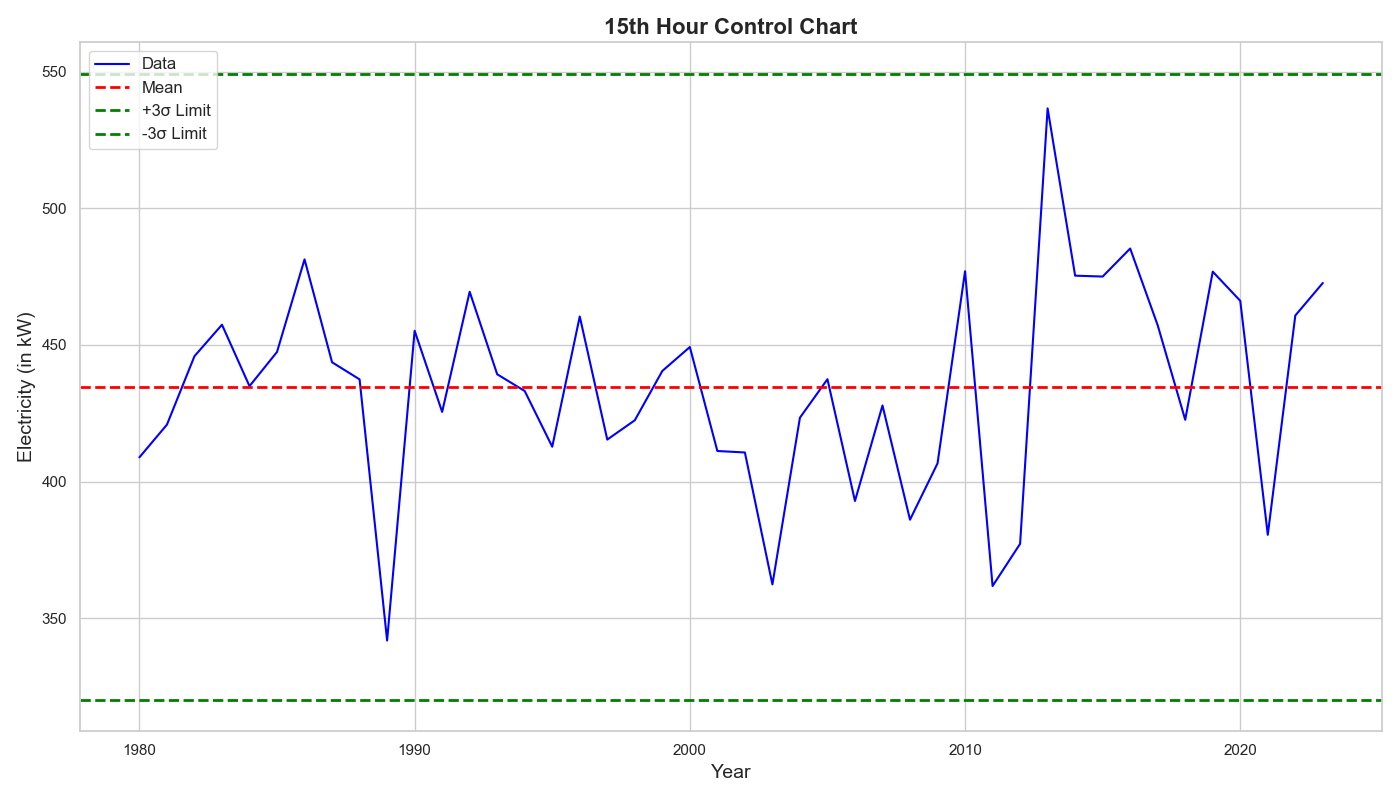 15th Hour Control Chart
Data
Mean
+3σ Limit
-3σ Limit
Electricity (in kW)
550
500
450
400
350
1980
1990
2000
2010
2020
Year